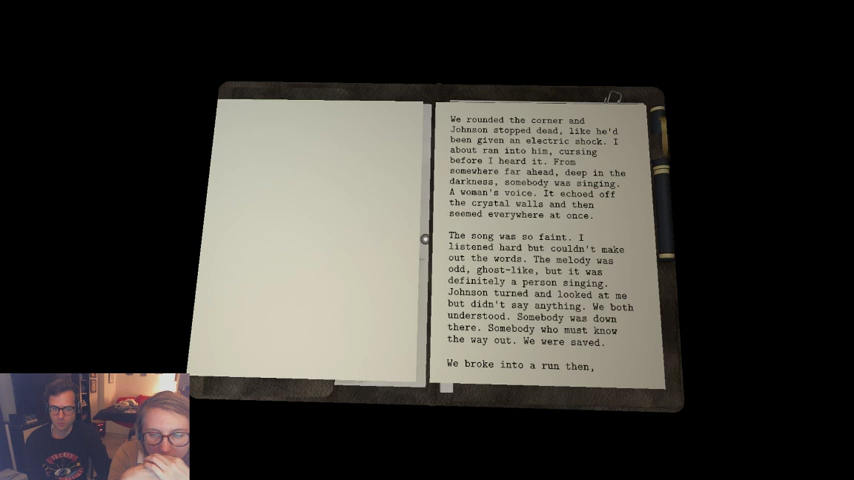 We rounded the corner and
Johnson stopped dead, like he'd
been given an electric shock. I
about ran into him, cursing
before I heard it. From
somewhere far ahead, deep in the
darkness, somebody was singing.
A woman's voice. It echoed off
the crystal walls and then
seemed everywhere at once.
The song was so faint. I
listened hard but couldn't make
out the words. The melody was
odd, ghost-like, but it was
definitely a person singing.
Johnson turned and looked at me
but didn't say anything. We both
understood. Somebody was down
there. Somebody who must know
the way out. We were saved.
We broke into a run then,